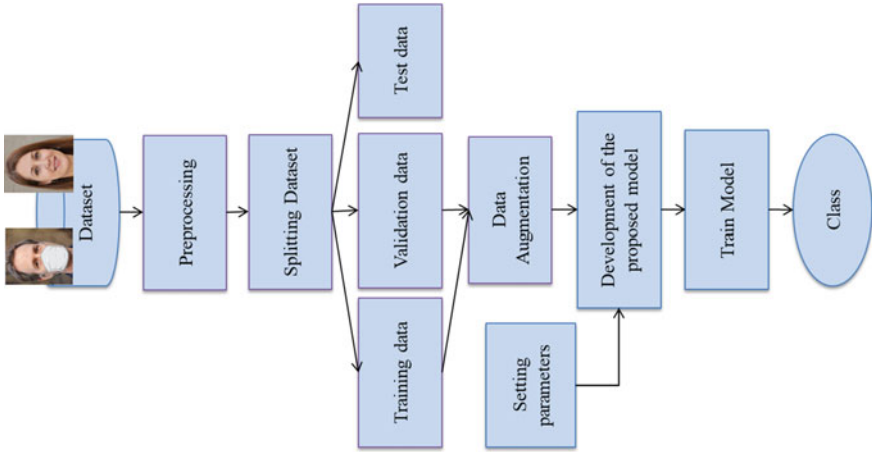 Dataset
Preprocessing
Splitting Dataset
Training data
Validation data
Test data
Data
Augmentation
Setting
parameters
Development of the
proposed model
Train Model
Class